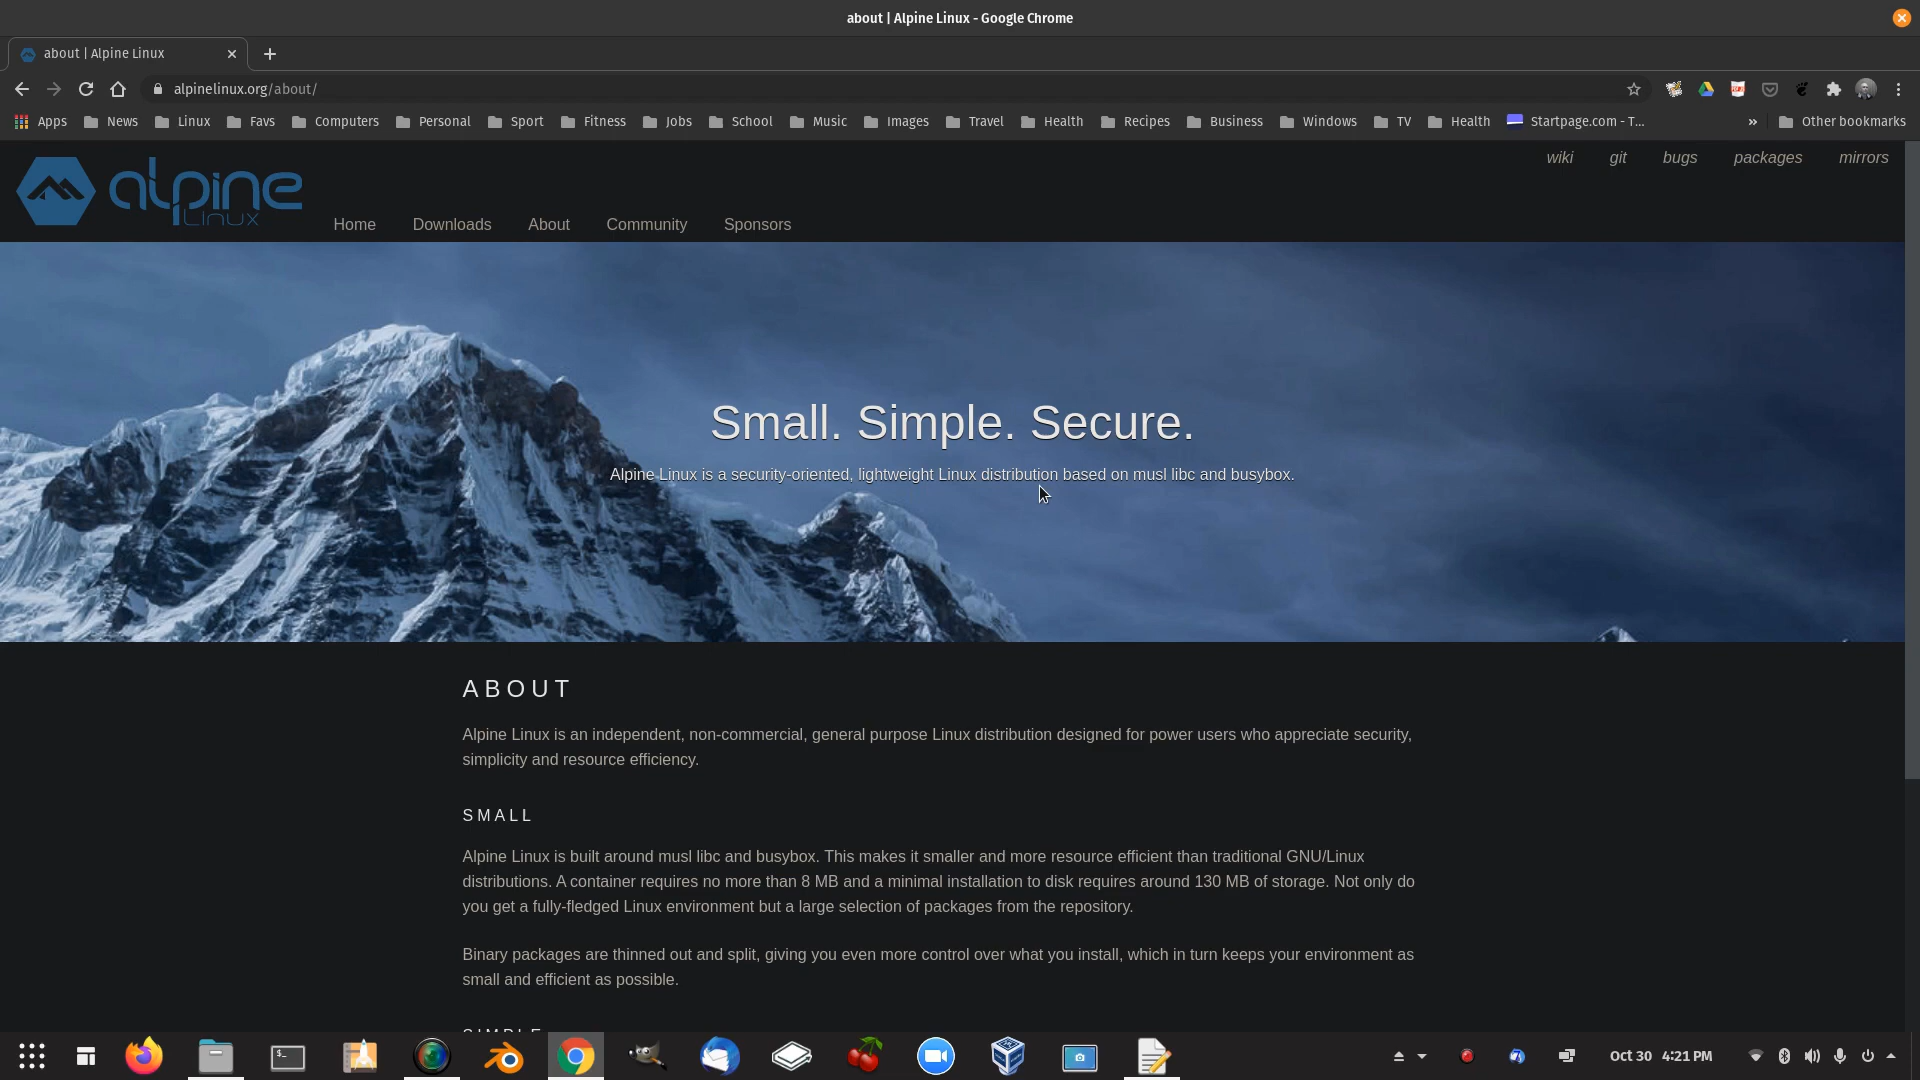 about | Alpine Linux - Google Chrome
about | Alpine Linux
alpinelinux.org/about/
Apps News Linux Favs Computers Personal Sport Fitness Jobs School Music Images Travel Health Recipes Business Windows TV Health Startpage.com - T... » Other bookmarks
wiki git bugs packages mirrors
alpine
Linux
Home Downloads About Community Sponsors
Small. Simple. Secure.
Alpine Linux is a security-oriented, lightweight Linux distribution based on musl libc and busybox.
ABOUT
Alpine Linux is an independent, non-commercial, general purpose Linux distribution designed for power users who appreciate security,
simplicity and resource efficiency.
SMALL
Alpine Linux is built around musl libc and busybox. This makes it smaller and more resource efficient than traditional GNU/Linux
distributions. A container requires no more than 8 MB and a minimal installation to disk requires around 130 MB of storage. Not only do
you get a fully-fledged Linux environment but a large selection of packages from the repository.
Binary packages are thinned out and split, giving you even more control over what you install, which in turn keeps your environment as
small and efficient as possible.
SIMPLE
Oct 30 4:21 PM